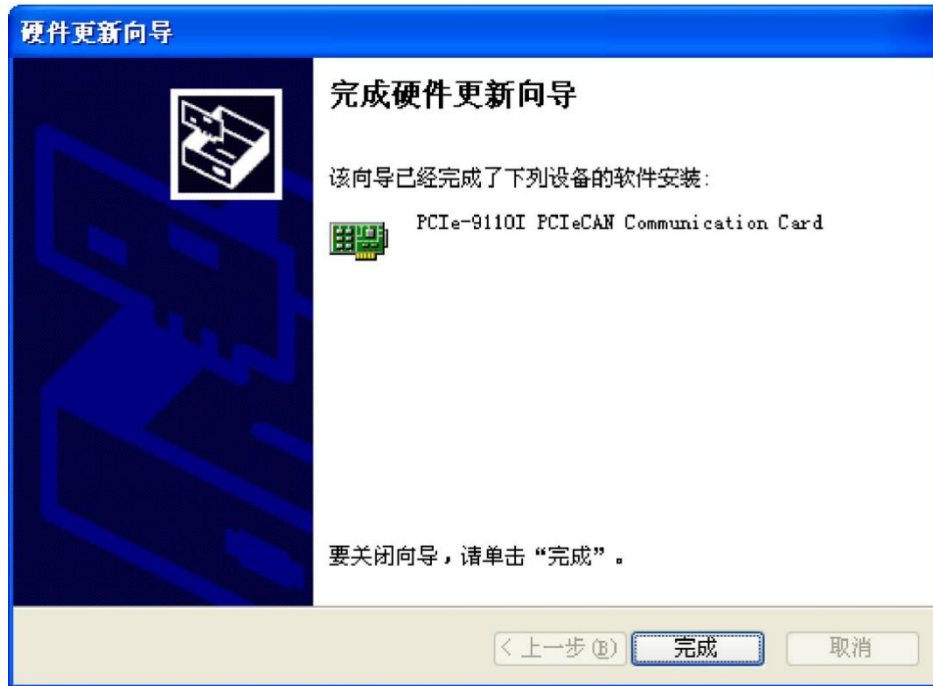 硬件更新向导
完成硬件更新向导
该向导已经完成了下列设备的软件安装:
PCIe-9110I PCIeCAN Communication Card
要关闭向导，请单击“完成”。
< 上一步(B)
完成
取消